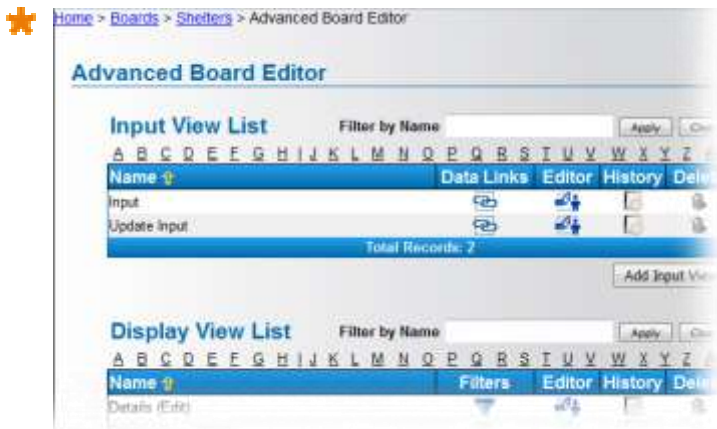 Home > Boards > Shelters > Advanced Board Editor
Advanced Board Editor
Input View List Filter by Name Apply
A B C D E F G H I J K L M N O P Q R S T U V W X Y Z
Name Data Links Editor History
Input
Update Input
Total Records: 2
Add Input
Display View List Filter by Name Apply
A B C D E F G H I J K L M N O P Q R S T U V W X Y Z
Name Filters Editor History
Details (Edit)